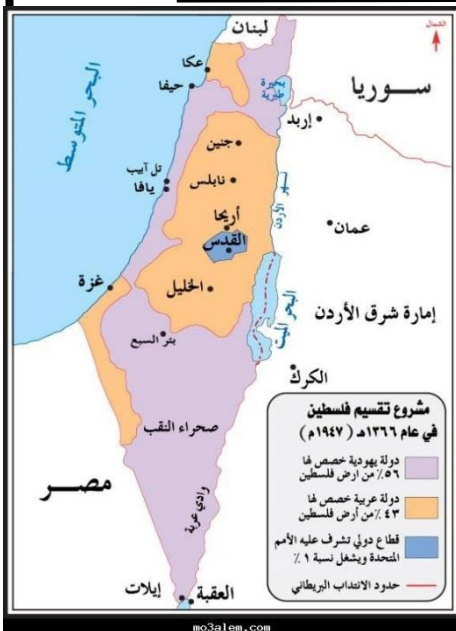 الشمال
لبنان
سوريا
عكا
حيفا
بحيرة
طبرية
إربد
البحر المتوسط
جنين
تل أبيب
يافا
نابلس
نهر الأردن
أريحا
القدس
عمان
غزة
الخليل
البحر الميت
إمارة شرق الأردن
بئر السبع
الكرك
صحراء النقب
مصر
وادي عربة
إيلات
العقبة
مشروع تقسيم فلسطين
في عام ١٣٦٦هـ (١٩٤٧م)
دولة يهودية خصص لها
٥٦٪ من ارض فلسطين
دولة عربية خصص لها
٤٣٪ من أرض فلسطين
قطاع دولي تشرف عليه الأمم
المتحدة ويشغل نسبة ١٪
حدود الانتداب البريطاني
mo3alem.com